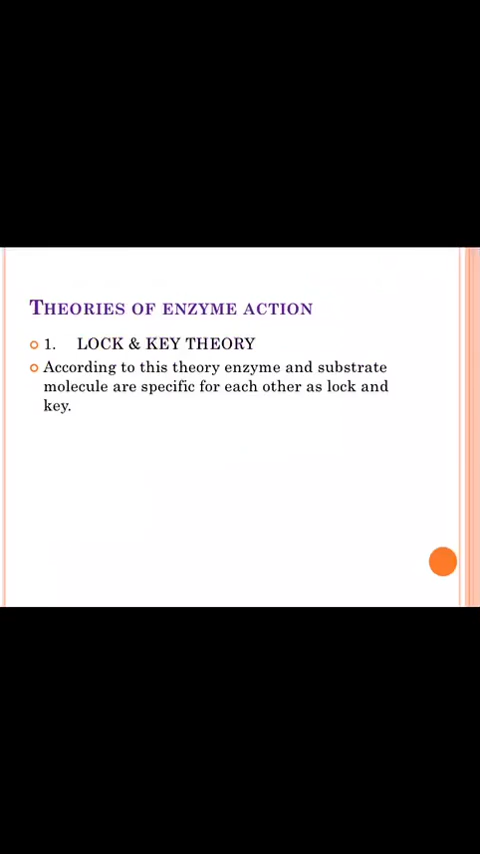 THEORIES OF ENZYME ACTION
1. LOCK & KEY THEORY
According to this theory enzyme and substrate
molecule are specific for each other as lock and
key.